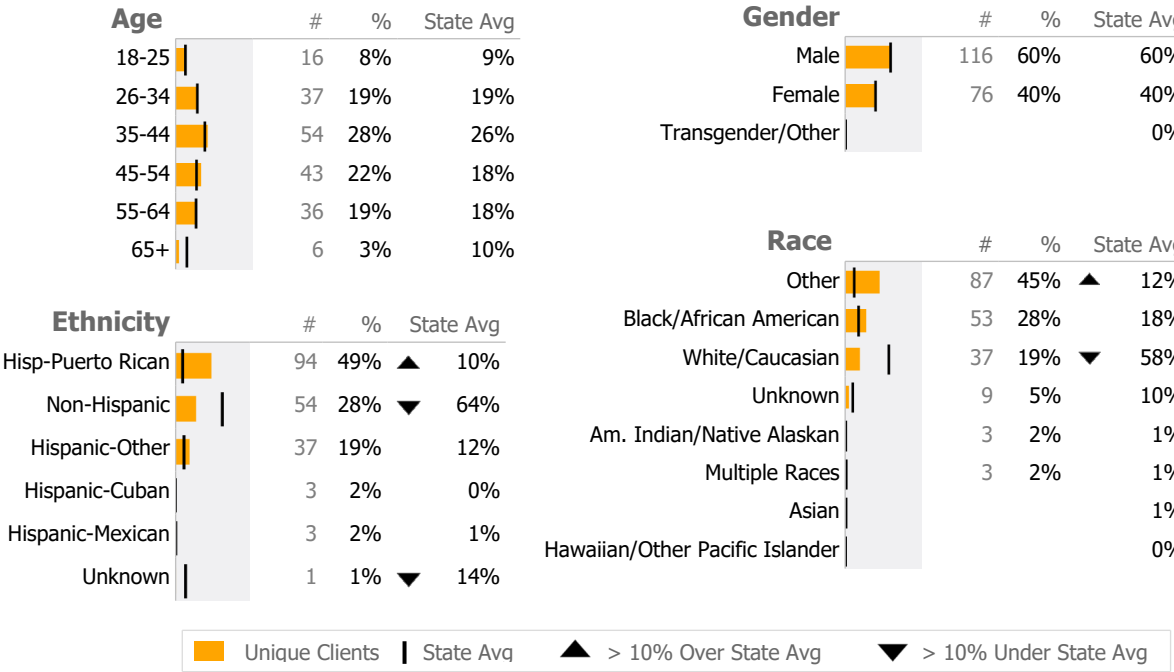 Age # % State Avg
18-25 16 8% 9%
26-34 37 19% 19%
35-44 54 28% 26%
45-54 43 22% 18%
55-64 36 19% 18%
65+ 6 3% 10%
Ethnicity # % State Avg
Hisp-Puerto Rican 94 49% ▲ 10%
Non-Hispanic 54 28% ▼ 64%
Hispanic-Other 37 19% 12%
Hispanic-Cuban 3 2% 0%
Hispanic-Mexican 3 2% 1%
Unknown 1 1% ▼ 14%
Gender # % State Avg
Male 116 60% 60%
Female 76 40% 40%
Transgender/Other 0%
Race # % State Avg
Other 87 45% ▲ 12%
Black/African American 53 28% 18%
White/Caucasian 37 19% ▼ 58%
Unknown 9 5% 10%
Am. Indian/Native Alaskan 3 2% 1%
Multiple Races 3 2% 1%
Asian 1%
Hawaiian/Other Pacific Islander 0%
Unique Clients | State Avg ▲ > 10% Over State Avg ▼ > 10% Under State Avg